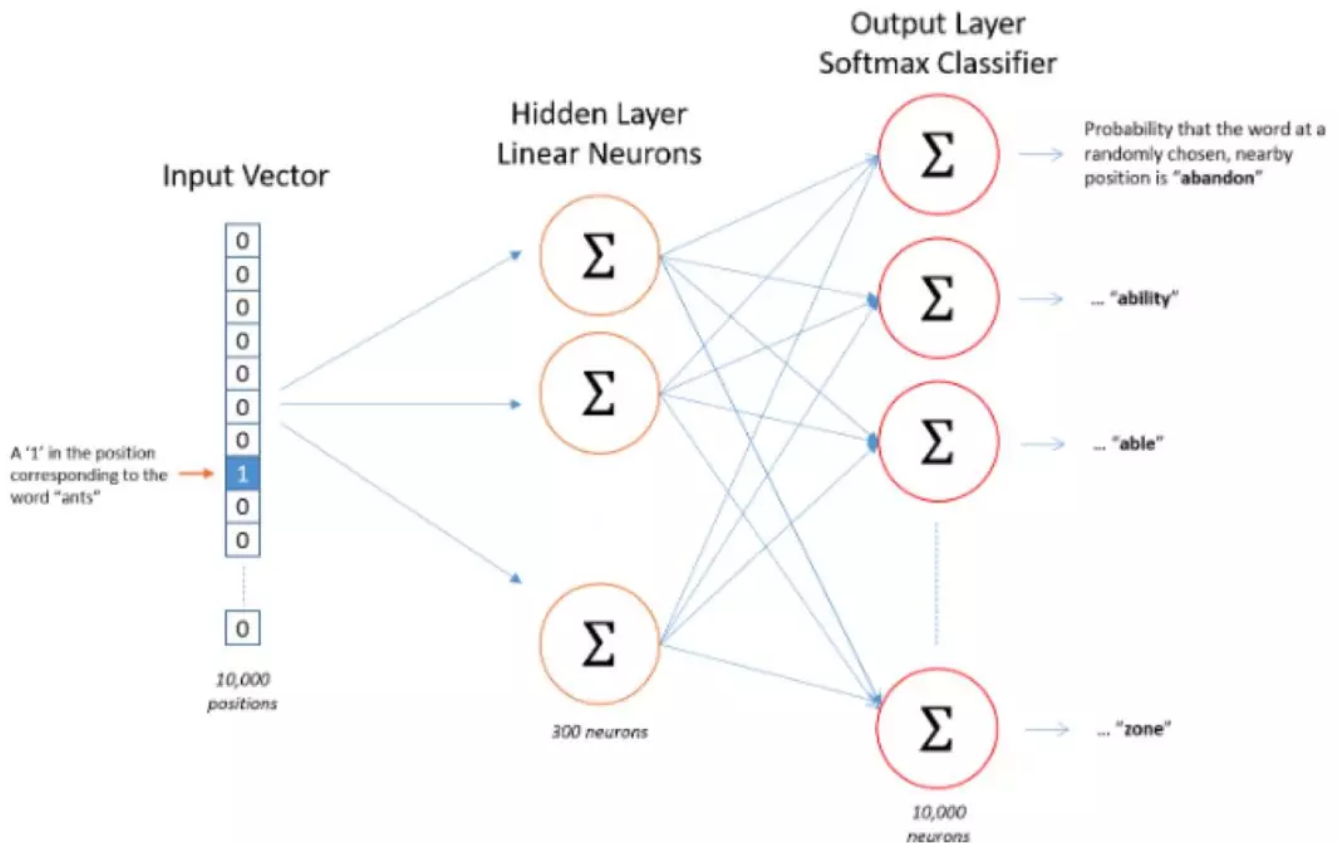 Output Layer
Softmax Classifier
Hidden Layer
Linear Neurons
Input Vector
0
0
0
0
0
0
0
1
0
0
0
A ‘1’ in the position
corresponding to the
word “ants”
10,000
positions
Σ
Σ
Σ
300 neurons
Σ
Σ
Σ
Σ
10,000
neurons
Probability that the word at a
randomly chosen, nearby
position is “abandon”
... “ability”
... “able”
... “zone”